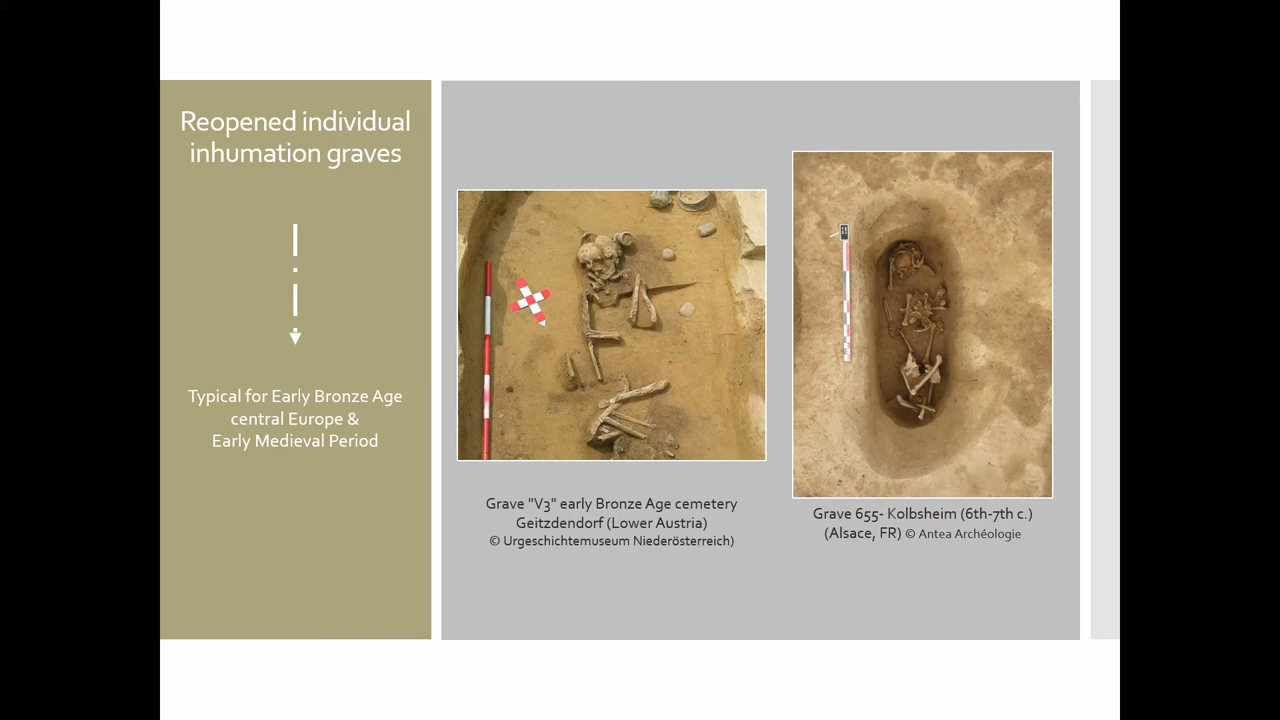 Reopened individual
inhumation graves
Typical for Early Bronze Age
central Europe &
Early Medieval Period
Grave "V3" early Bronze Age cemetery
Geitzdendorf (Lower Austria)
© Urgeschichtemuseum Niederösterreich)
Grave 655- Kolbsheim (6th-7th c.)
(Alsace, FR) © Antea Archéologie